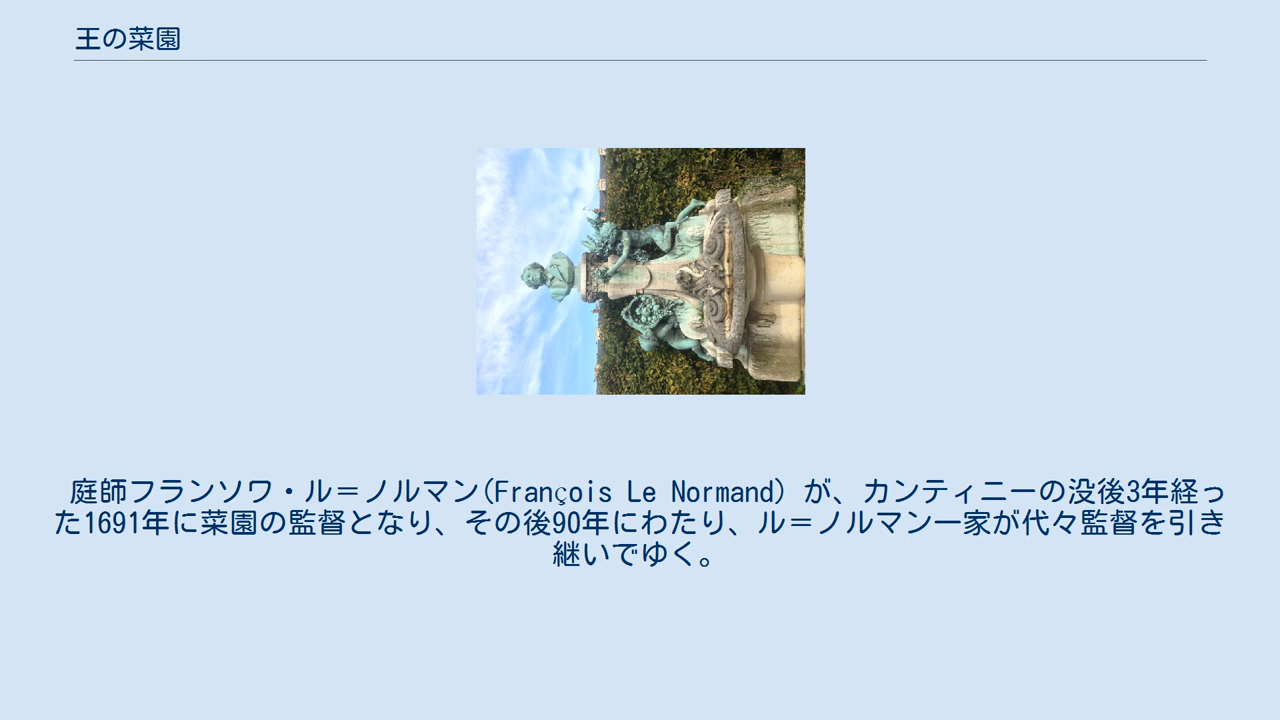 王の菜園
庭師フランソワ・ル＝ノルマン(François Le Normand) が、カンティニーの没後3年経っ
た1691年に菜園の監督となり、その後90年にわたり、ル＝ノルマン一家が代々監督を引き
継いでゆく。